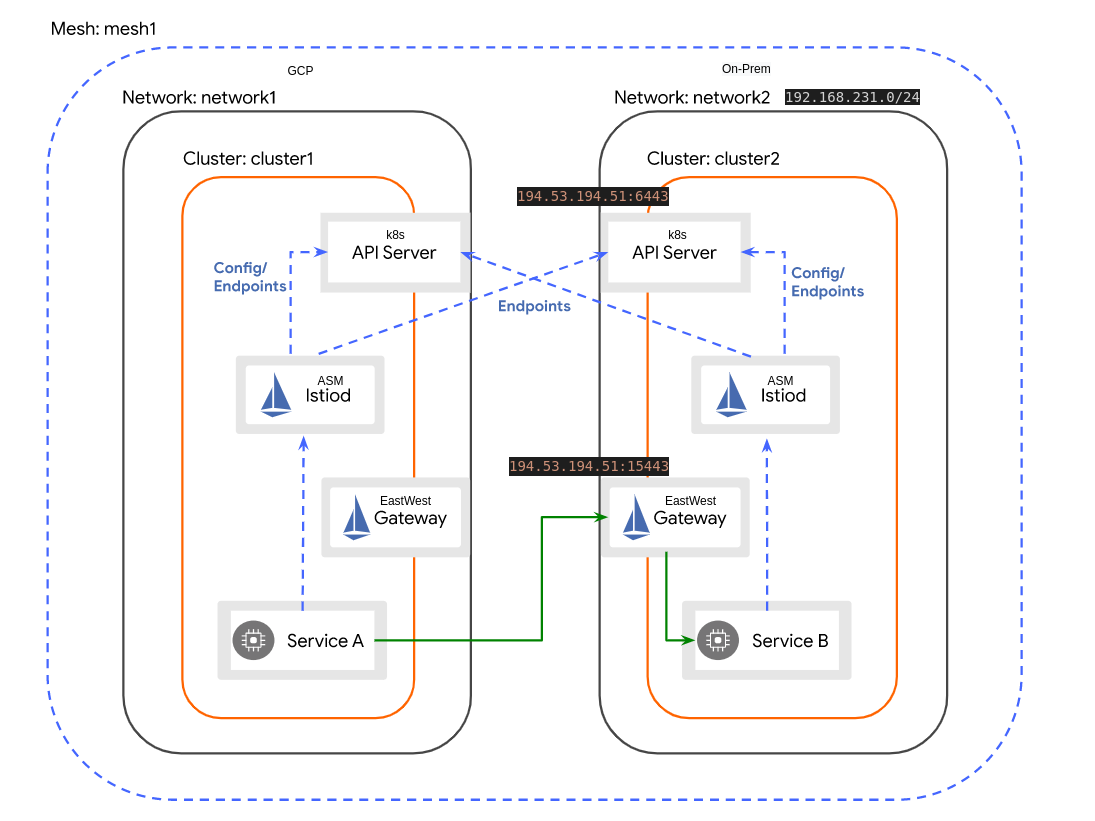 Mesh: mesh1
GCP
On-Prem
Network: network1
Network: network2
192.168.231.0/24
Cluster: cluster1
Cluster: cluster2
194.53.194.51:6443
k8s
API Server
k8s
API Server
Config/
Endpoints
Config/
Endpoints
Endpoints
ASM
Istiod
ASM
Istiod
194.53.194.51:15443
EastWest
Gateway
EastWest
Gateway
Service A
Service B